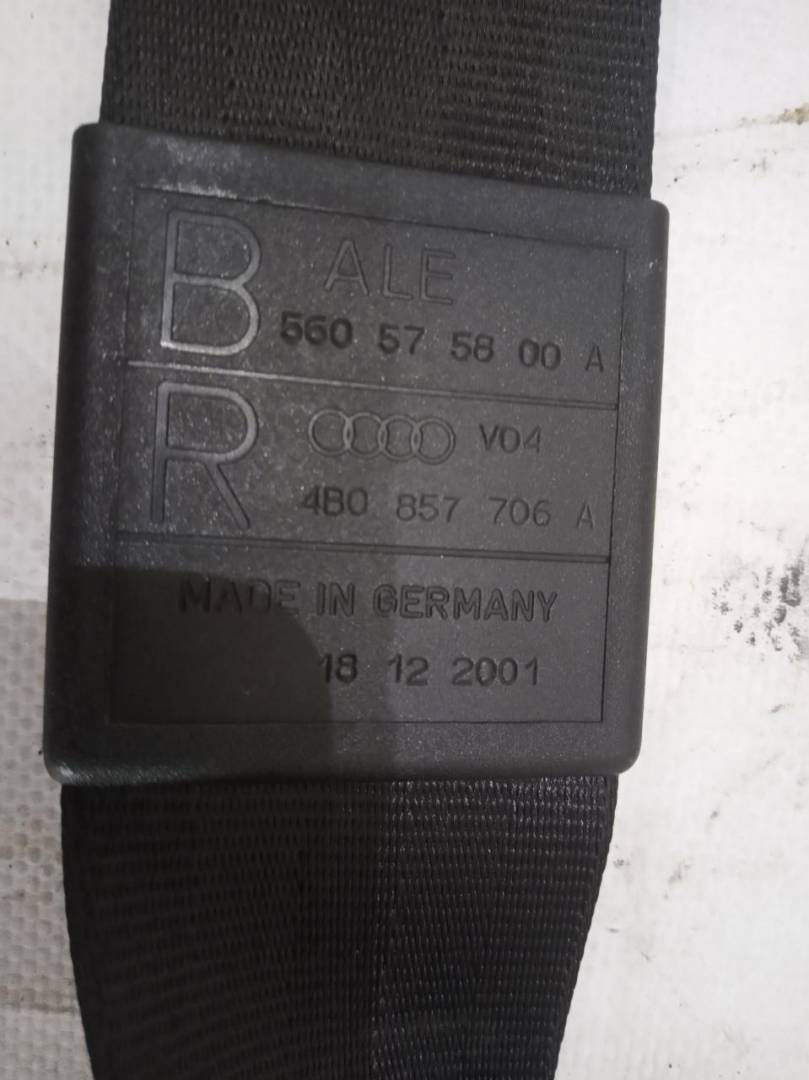 B ALE
560 57 58 00 A
R V04
4B0 857 706 A
MADE IN GERMANY
18 12 2001